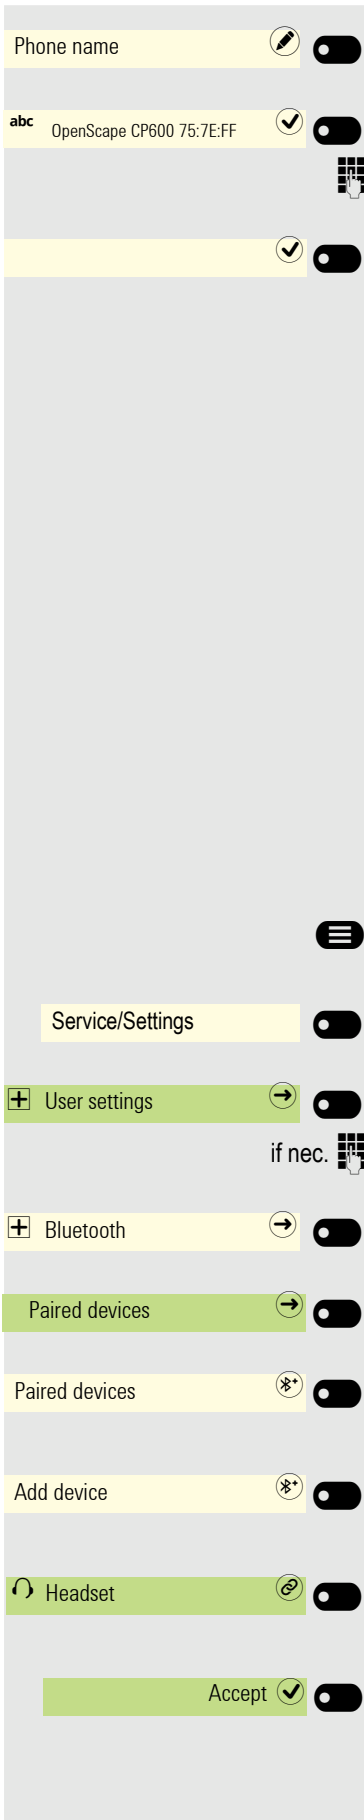 Phone name
abc OpenScape CP600 75:7E:FF
Service/Settings
User settings
if nec.
Bluetooth
Paired devices
Paired devices
Add device
Headset
Accept